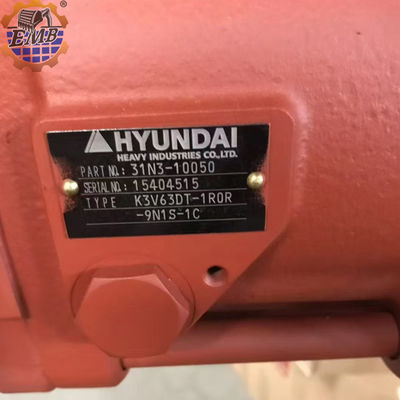 EMB
HYUNDAI
HEAVY INDUSTRIES CO.,LTD.
PART NO.: 31N3-10050
SERIAL NO.: 15404515
TYPE K3V63DT-1R0R
-9N1S-1C